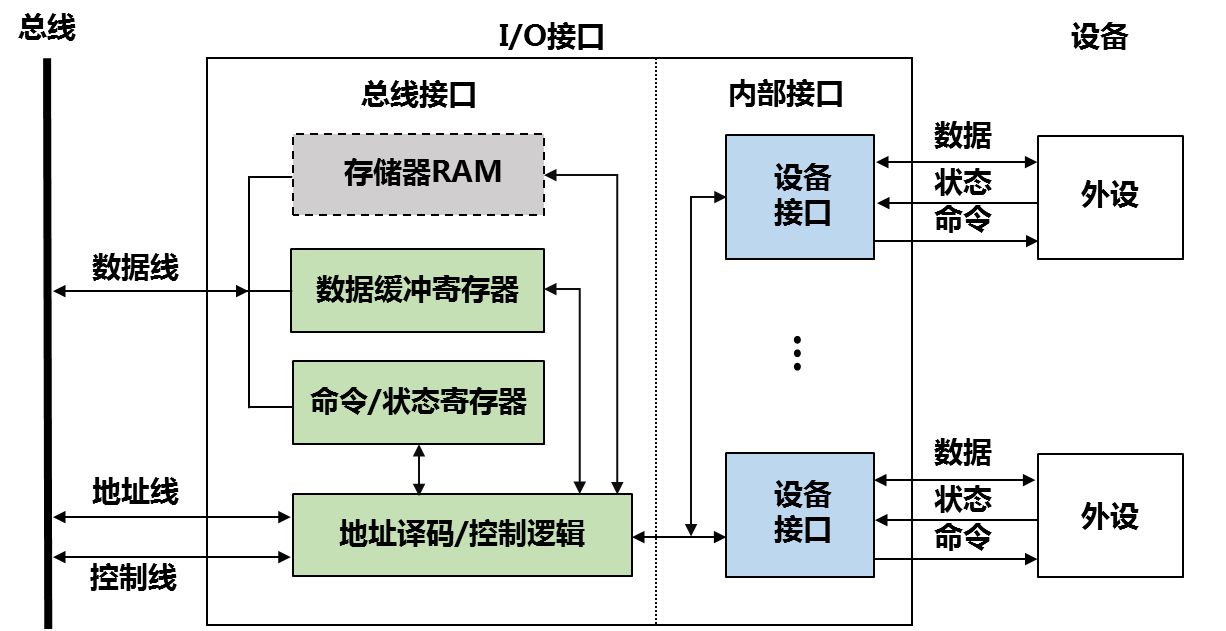 总线
I/O接口
设备
总线接口
内部接口
存储器RAM
设备
接口
数据
状态
命令
外设
数据线
数据缓冲寄存器
命令/状态寄存器
地址线
控制线
地址译码/控制逻辑
设备
接口
数据
状态
命令
外设